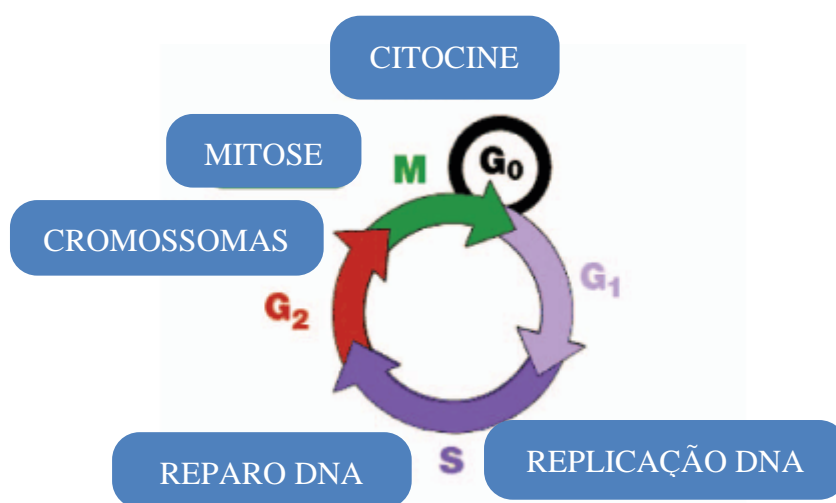 CITOCINE
MITOSE
M
G0
CROMOSSOMAS
G1
G2
REPARO DNA
S
REPLICAÇÃO DNA